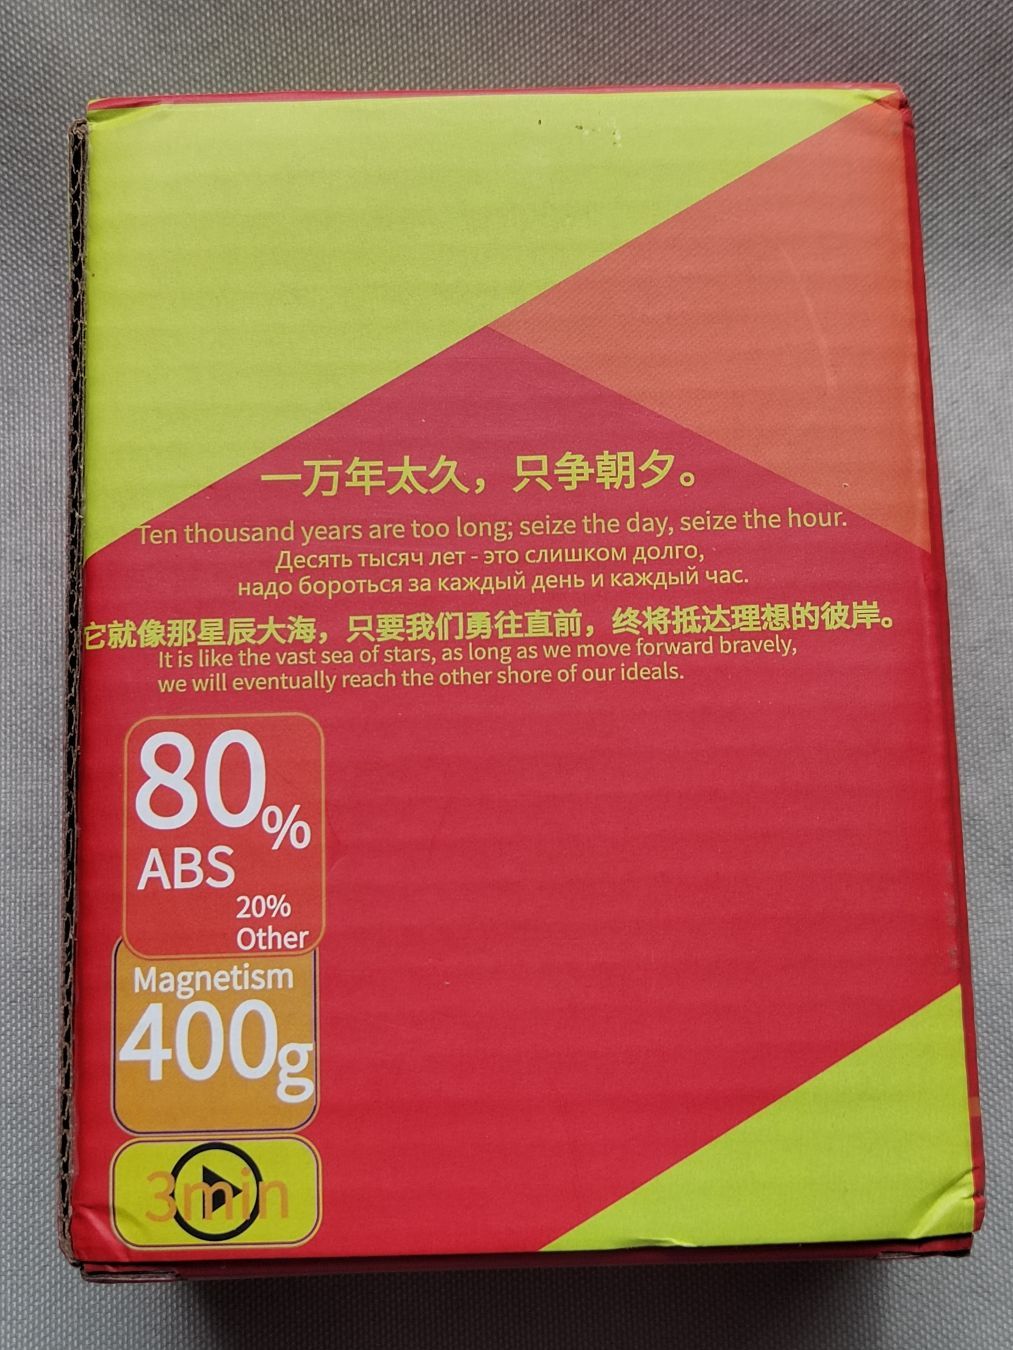 一万年太久，只争朝夕。
Ten thousand years are too long; seize the day, seize the hour.
Десять тысяч лет - это слишком долго,
надо бороться за каждый день и каждый час.
它就像那星辰大海，只要我们勇往直前，终将抵达理想的彼岸。
It is like the vast sea of stars, as long as we move forward bravely,
we will eventually reach the other shore of our ideals.
80%
ABS
20%
Other
Magnetism
400g
3min